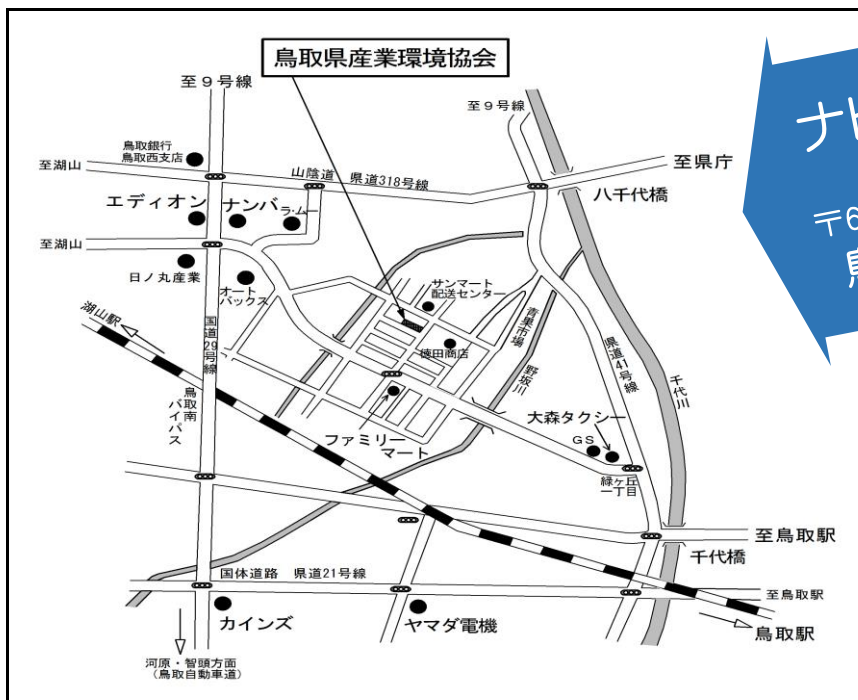 鳥取県産業環境協会
至９号線
至９号線
鳥取銀行
鳥取西支店
至湖山
山陰道 県道318号線
至県庁
八千代橋
エディオン
ナンバ
ラ・ムー
至湖山
日ノ丸産業
オート
バックス
サンマート
配送センター
青果市場
湖山駅
国道29号線
徳田商店
野坂川
県道41号線
千代川
鳥取南
バイパス
ファミリー
マート
大森タクシー
ＧＳ
緑ヶ丘
一丁目
至鳥取駅
千代橋
国体道路 県道21号線
至鳥取駅
カインズ
ヤマダ電機
鳥取駅
河原・智頭方面
（鳥取自動車道）
ナビ
〒6
鳥